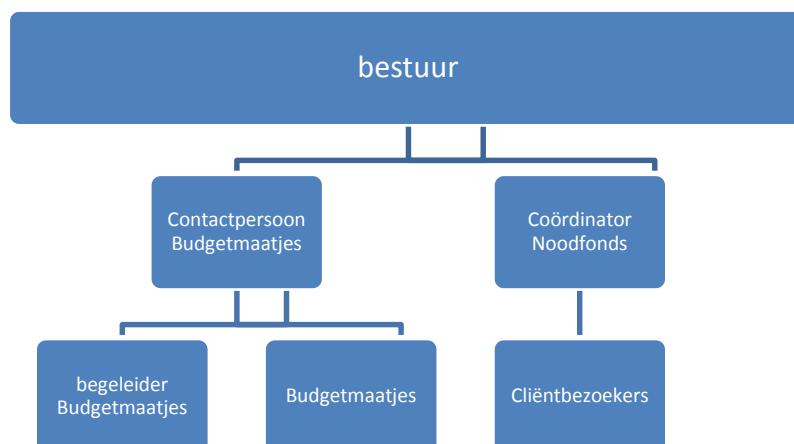 bestuur
Contactpersoon
Budgetmaatjes
Coördinator
Noodfonds
begeleider
Budgetmaatjes
Budgetmaatjes
Cliëntbezoekers